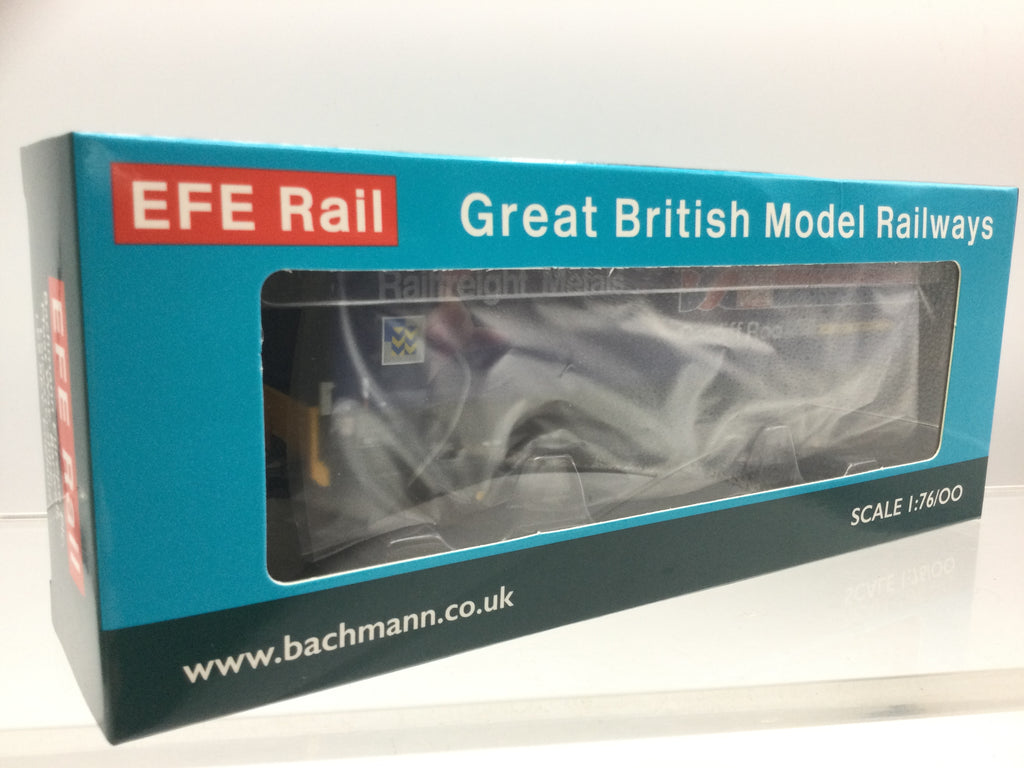 EFE Rail
Great British Model Railways
Railfreight Metals
SCALE 1:76/OO
www.bachmann.co.uk
EFE Rail